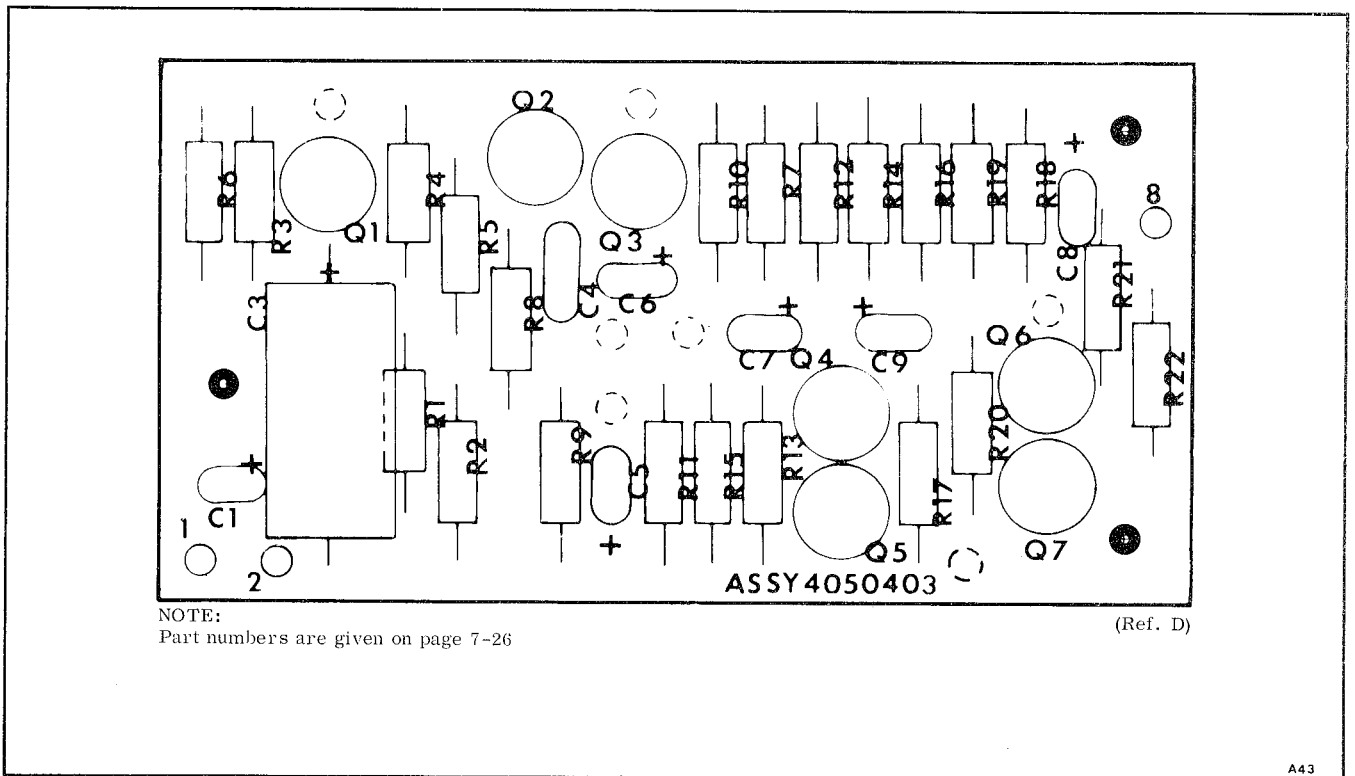 Q2
R6
R3
Q1
R4
R5
Q3
R10
R7
R12
R14
R16
R19
R18
+
8
C3
+
R8
C4
+
C6
C8
R21
+
C7
Q4
+
C9
Q6
R22
R1
R2
R9
C5
+
R11
R15
R13
R17
R20
+
C1
1
2
Q5
Q7
ASSY4050403
NOTE:
Part numbers are given on page 7-26
(Ref. D)
A43